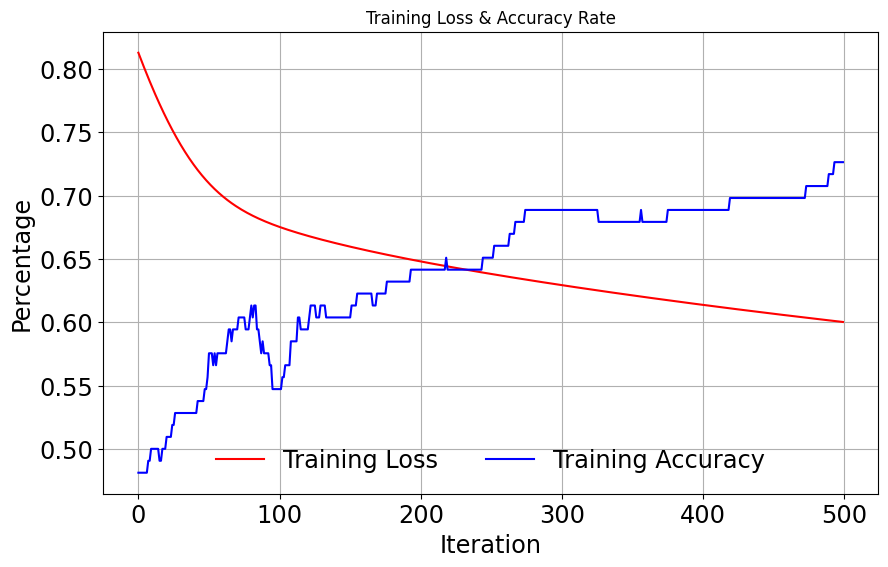 Training Loss & Accuracy Rate
Percentage
0.80
0.75
0.70
0.65
0.60
0.55
0.50
Training Loss
Training Accuracy
0 100 200 300 400 500
Iteration